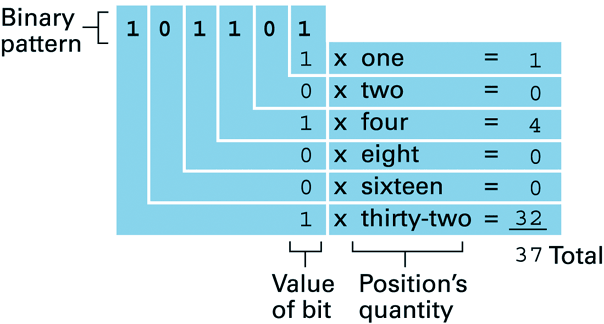 Binary
pattern
1 0 1 1 0 1
1 x one = 1
0 x two = 0
1 x four = 4
0 x eight = 0
0 x sixteen = 0
1 x thirty-two = 32
37 Total
Value
of bit
Position's
quantity